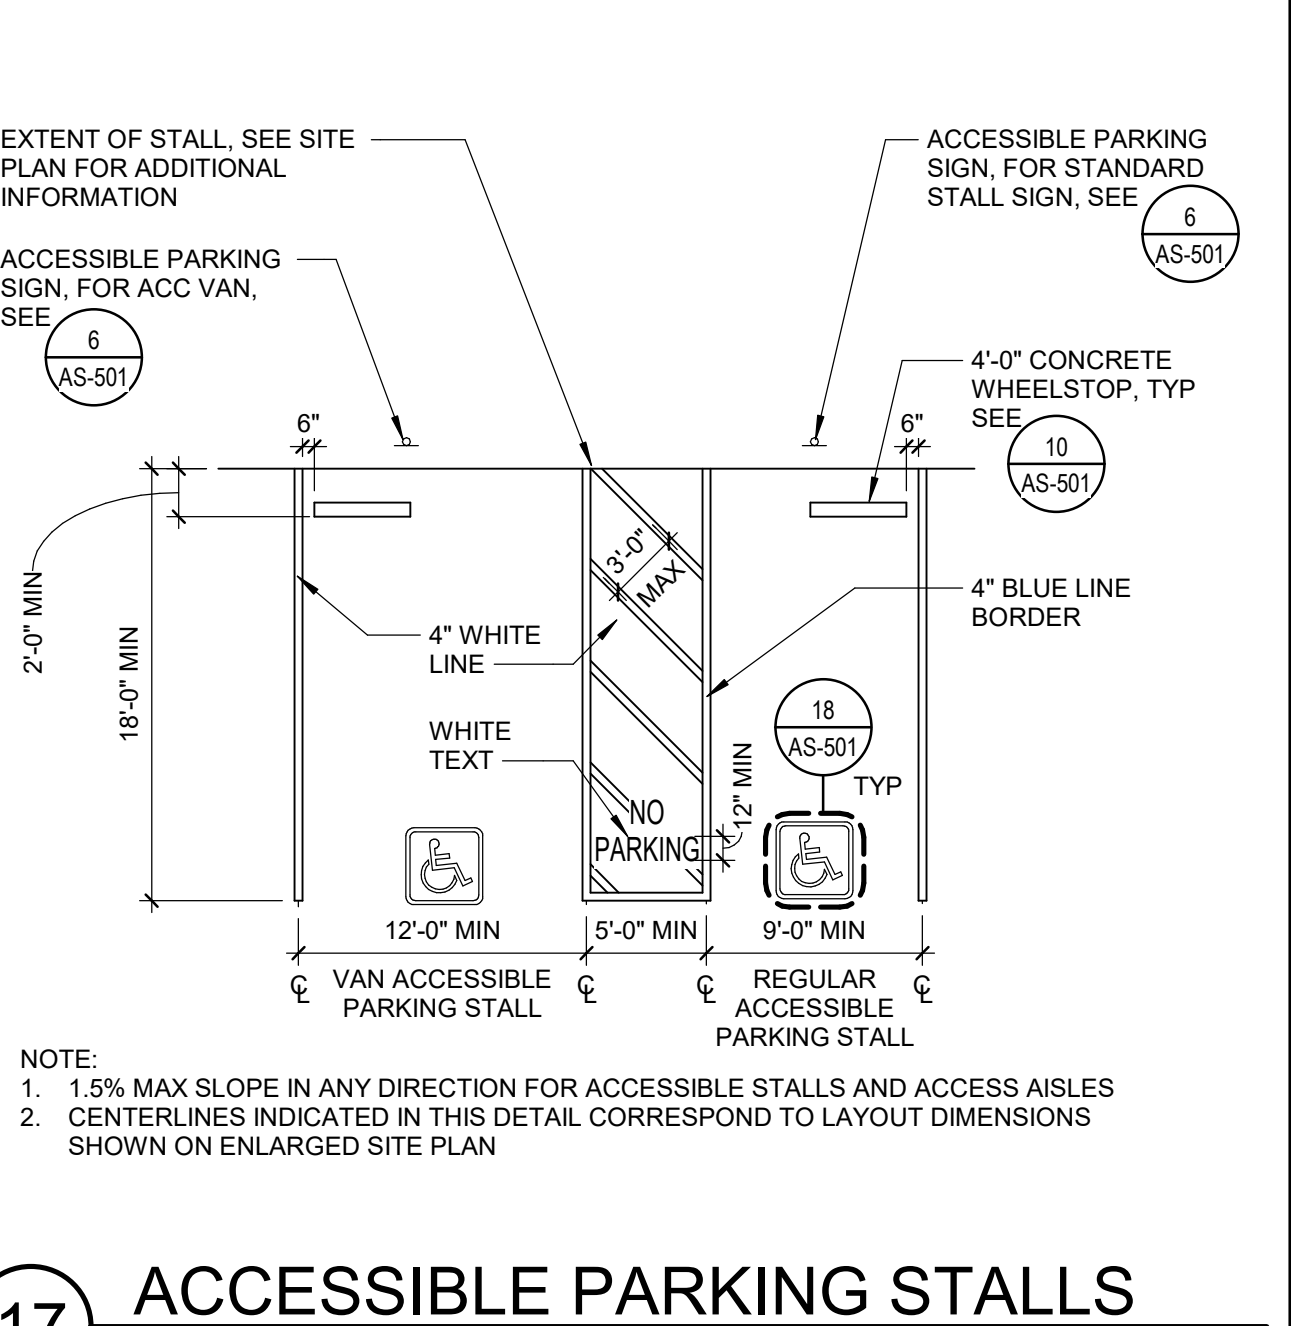 EXTENT OF STALL, SEE SITE
PLAN FOR ADDITIONAL
INFORMATION
ACCESSIBLE PARKING
SIGN, FOR STANDARD
STALL SIGN, SEE
6
AS-501
ACCESSIBLE PARKING
SIGN, FOR ACC VAN,
SEE
6
AS-501
4'-0" CONCRETE
WHEELSTOP, TYP
SEE
10
AS-501
6"
6"
3'-0"
MAX
2'-0" MIN
18'-0" MIN
4" WHITE
LINE
4" BLUE LINE
BORDER
WHITE
TEXT
18
AS-501
TYP
12" MIN
NO
PARKING
12'-0" MIN
5'-0" MIN
9'-0" MIN
℄
℄
℄
℄
VAN ACCESSIBLE
PARKING STALL
REGULAR
ACCESSIBLE
PARKING STALL
NOTE:
1. 1.5% MAX SLOPE IN ANY DIRECTION FOR ACCESSIBLE STALLS AND ACCESS AISLES
2. CENTERLINES INDICATED IN THIS DETAIL CORRESPOND TO LAYOUT DIMENSIONS
SHOWN ON ENLARGED SITE PLAN
17
ACCESSIBLE PARKING STALLS